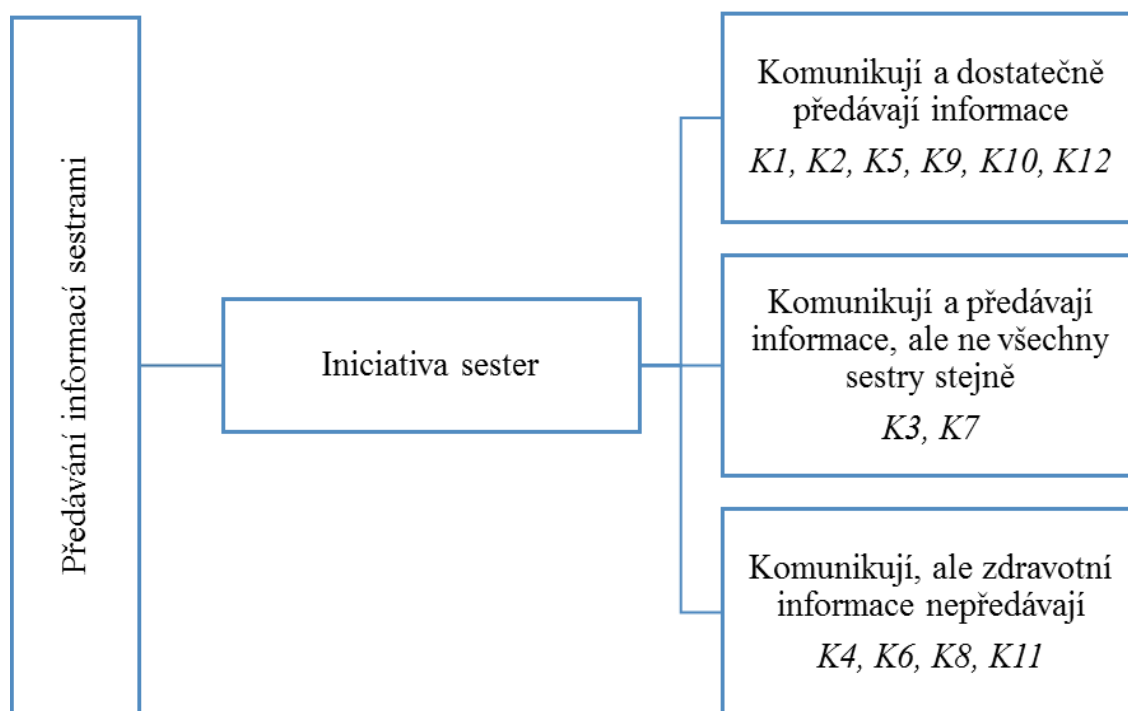 Předávání informací sestrami
Iniciativa sester
Komunikují a dostatečně
předávají informace
K1, K2, K5, K9, K10, K12
Komunikují a předávají
informace, ale ne všechny
sestry stejně
K3, K7
Komunikují, ale zdravotní
informace nepředávají
K4, K6, K8, K11